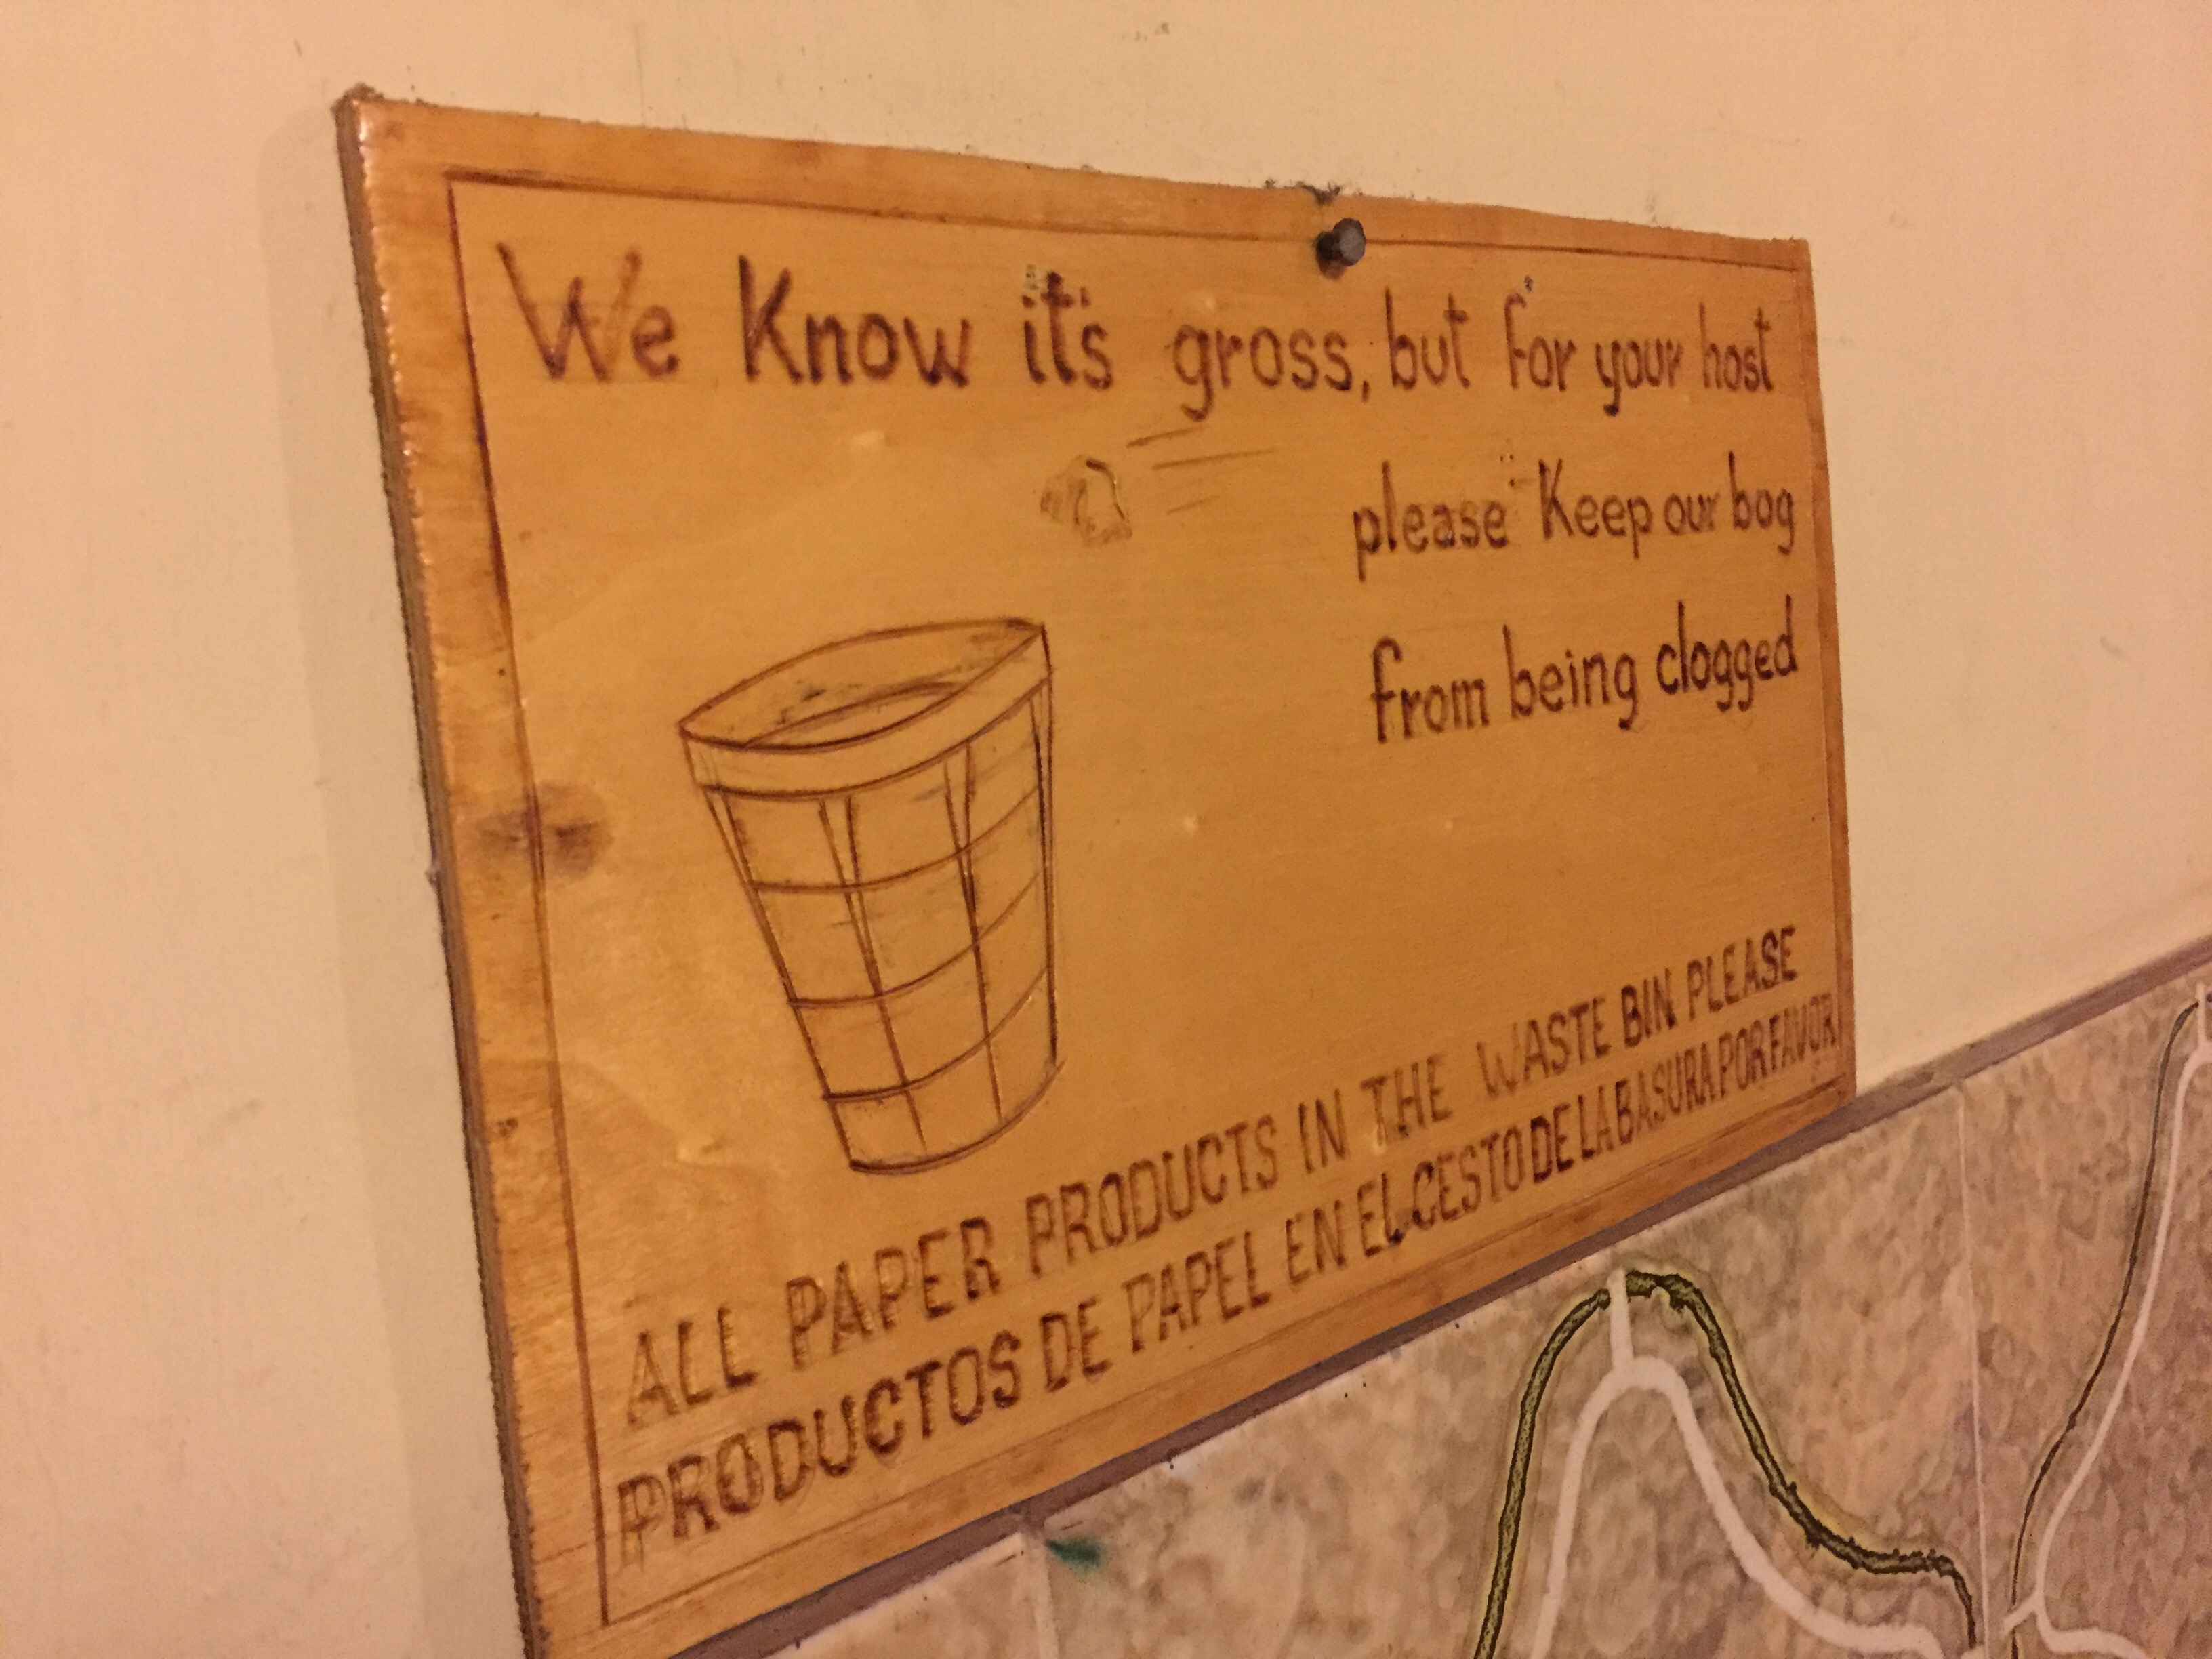 We Know it's gross, but for your host
please Keep our bog
from being clogged
ALL PAPER PRODUCTS IN THE WASTE BIN PLEASE
PRODUCTOS DE PAPEL EN EL CESTO DE LA BASURA POR FAVOR